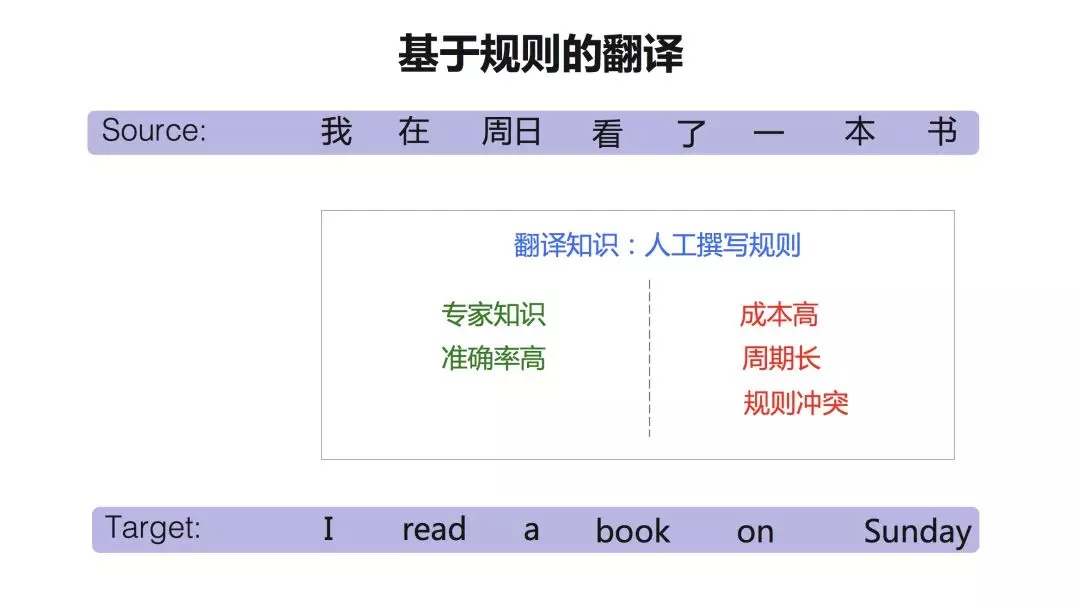 基于规则的翻译
Source: 我 在 周日 看 了 一 本 书
翻译知识：人工撰写规则
专家知识
准确率高
成本高
周期长
规则冲突
Target: I read a book on Sunday